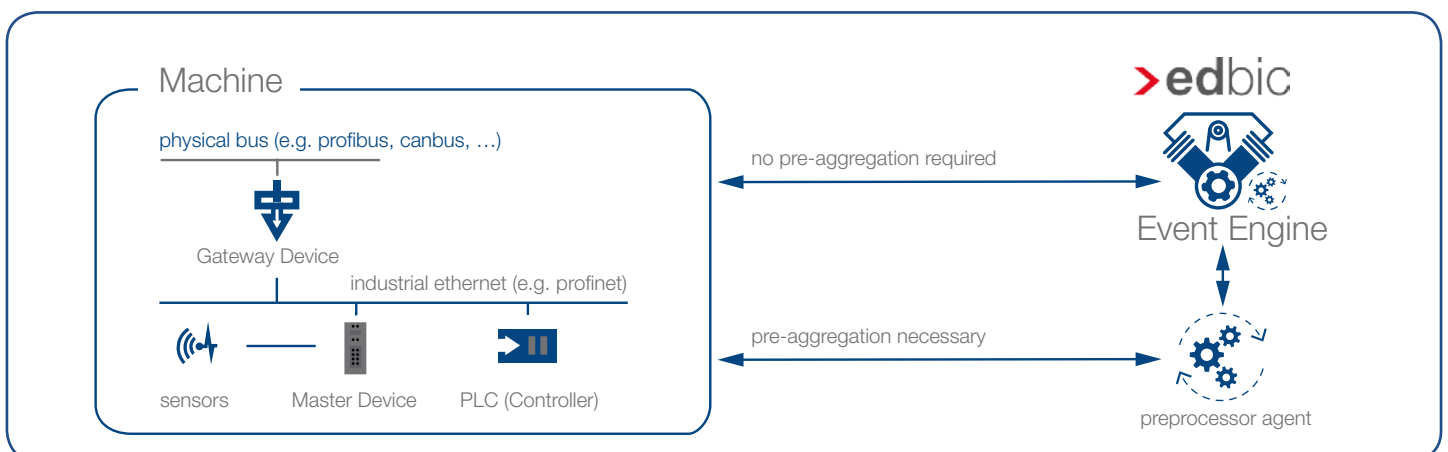 Machine
physical bus (e.g. profibus, canbus, …)
Gateway Device
industrial ethernet (e.g. profinet)
sensors
Master Device
PLC (Controller)
no pre-aggregation required
pre-aggregation necessary
edbic
Event Engine
preprocessor agent